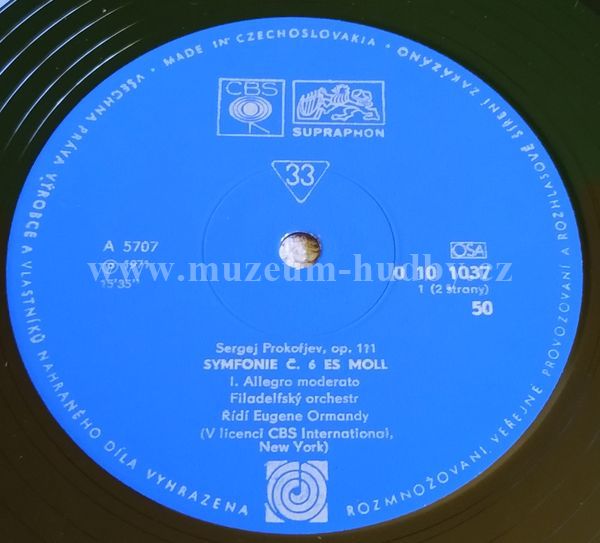 VŠECHNA PRÁVA VÝROBCE A VLASTNÍKŮ NAHRANÉHO DÍLA VYHRAZENA
• MADE IN CZECHOSLOVAKIA •
ROZMNOŽOVÁNÍ, VEŘEJNÉ PROVOZOVÁNÍ A ROZHLASOVÉ ŠÍŘENÍ ZAKÁZÁNO
CBS
SUPRAPHON
33
A 5707
℗ 1971
15'35"
OSA
0 10 1037
1 (2 strany)
50
www.muzeum-hudby.cz
Sergej Prokofjev, op. 111
SYMFONIE Č. 6 ES MOLL
I. Allegro moderato
Filadelfský orchestr
Řídí Eugene Ormandy
(V licenci CBS International,
New York)